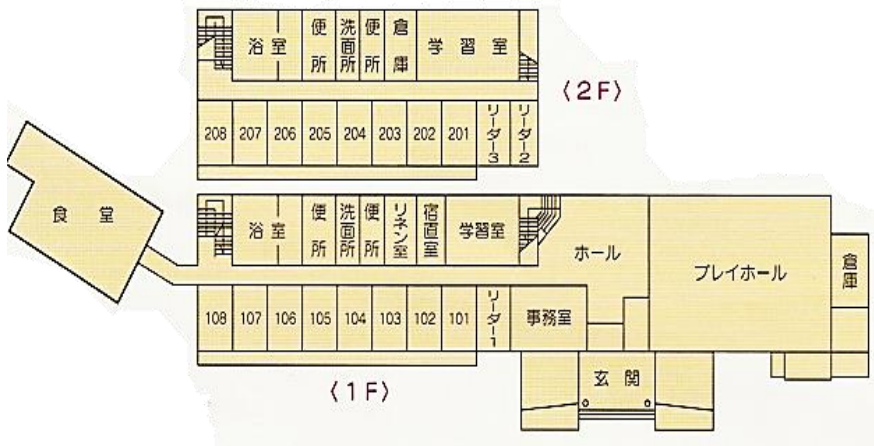 浴室
便所
洗面所
便所
倉庫
学習室
〈2F〉
208
207
206
205
204
203
202
201
リーダー3
リーダー2
食堂
浴室
便所
洗面所
便所
リネン室
宿直室
学習室
ホール
プレイホール
倉庫
108
107
106
105
104
103
102
101
リーダー1
事務室
玄関
〈1F〉